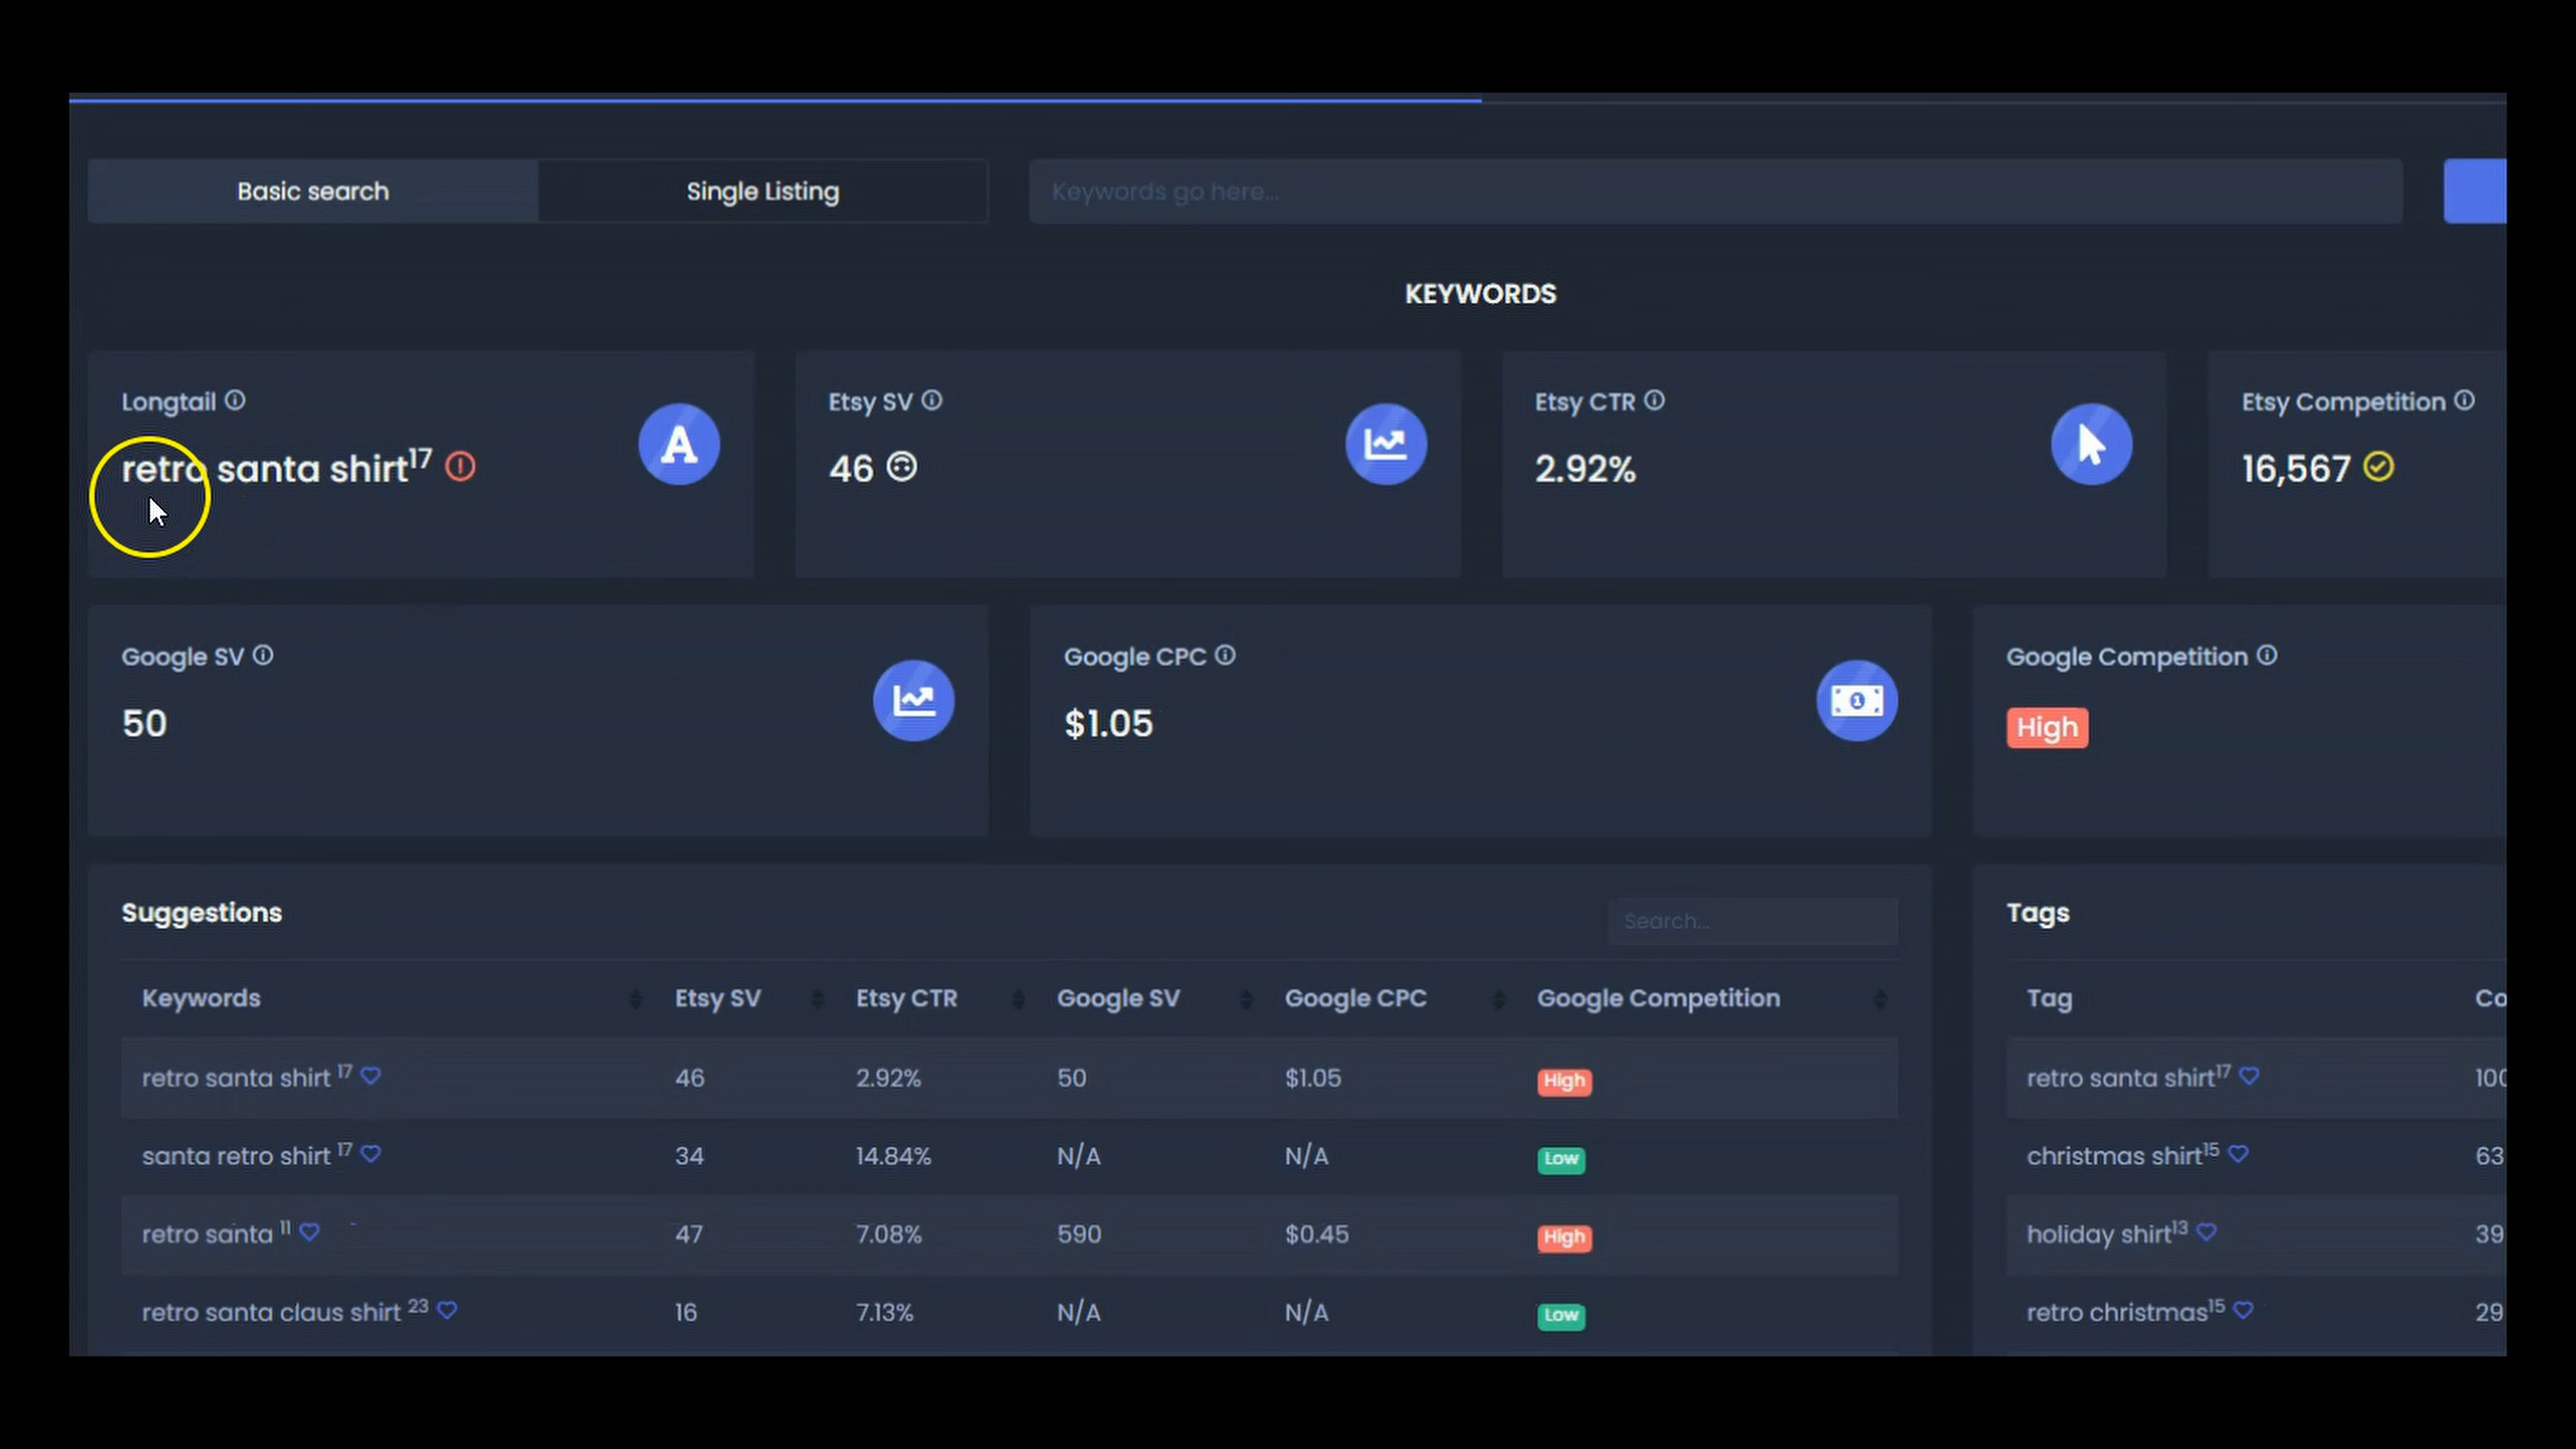 Basic search Single Listing Keywords go here...
KEYWORDS
Longtail Etsy SV Etsy CTR Etsy Competition
retro santa shirt17 46 2.92% 16,567
Google SV Google CPC Google Competition
50 $1.05 High
Suggestions Search... Tags
Keywords Etsy SV Etsy CTR Google SV Google CPC Google Competition Tag
retro santa shirt 17 46 2.92% 50 $1.05 High retro santa shirt17
santa retro shirt 17 34 14.84% N/A N/A Low christmas shirt15 63
retro santa 11 47 7.08% 590 $0.45 High holiday shirt13 39
retro santa claus shirt 23 16 7.13% N/A N/A Low retro christmas15 29